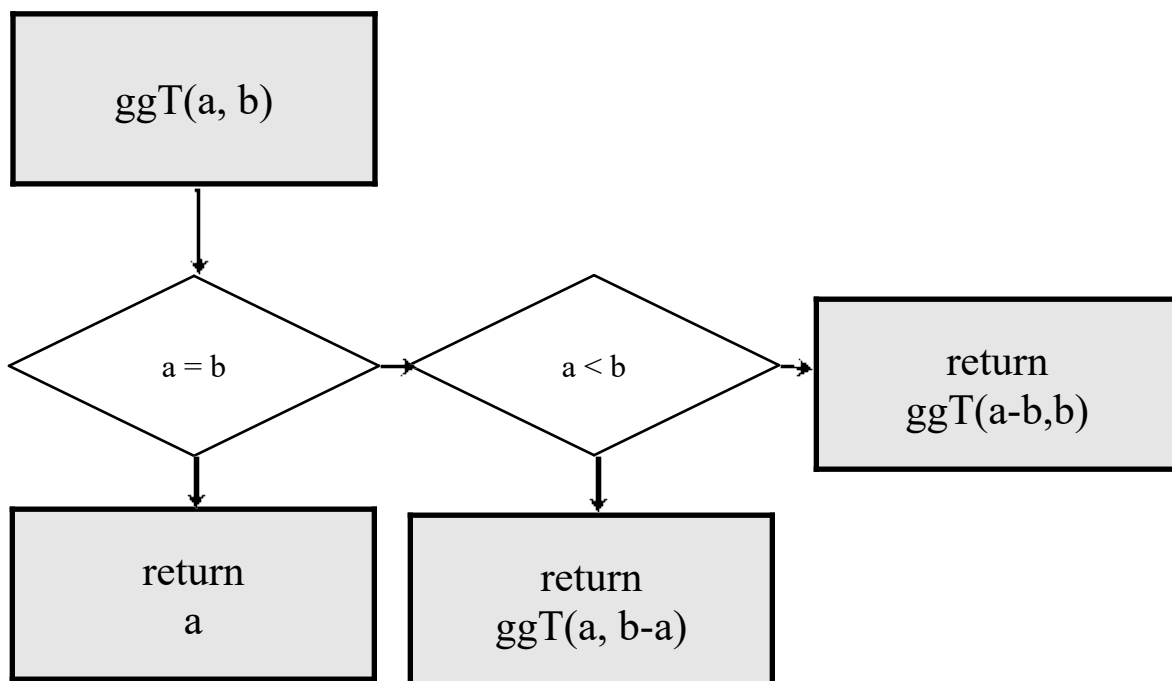 ggT(a, b)
a = b
a < b
return
ggT(a-b,b)
return
a
return
ggT(a, b-a)